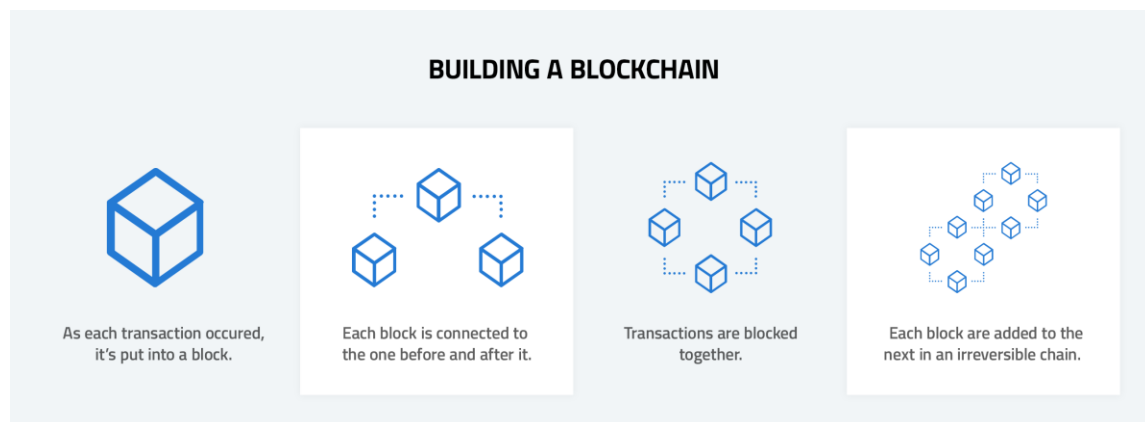 BUILDING A BLOCKCHAIN
As each transaction occured,
it's put into a block.
Each block is connected to
the one before and after it.
Transactions are blocked
together.
Each block are added to the
next in an irreversible chain.